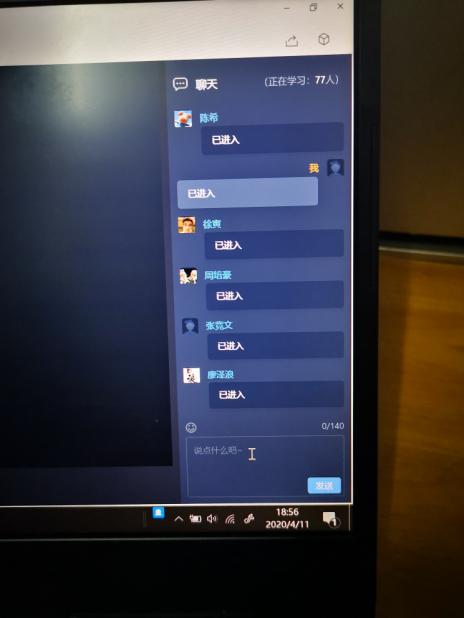 聊天 (正在学习：77人)
陈希
已进入
我
已进入
徐寅
已进入
周培豪
已进入
张竞文
已进入
廖泽浪
已进入
0/140
说点什么吧~
发送
18:56
2020/4/11
1